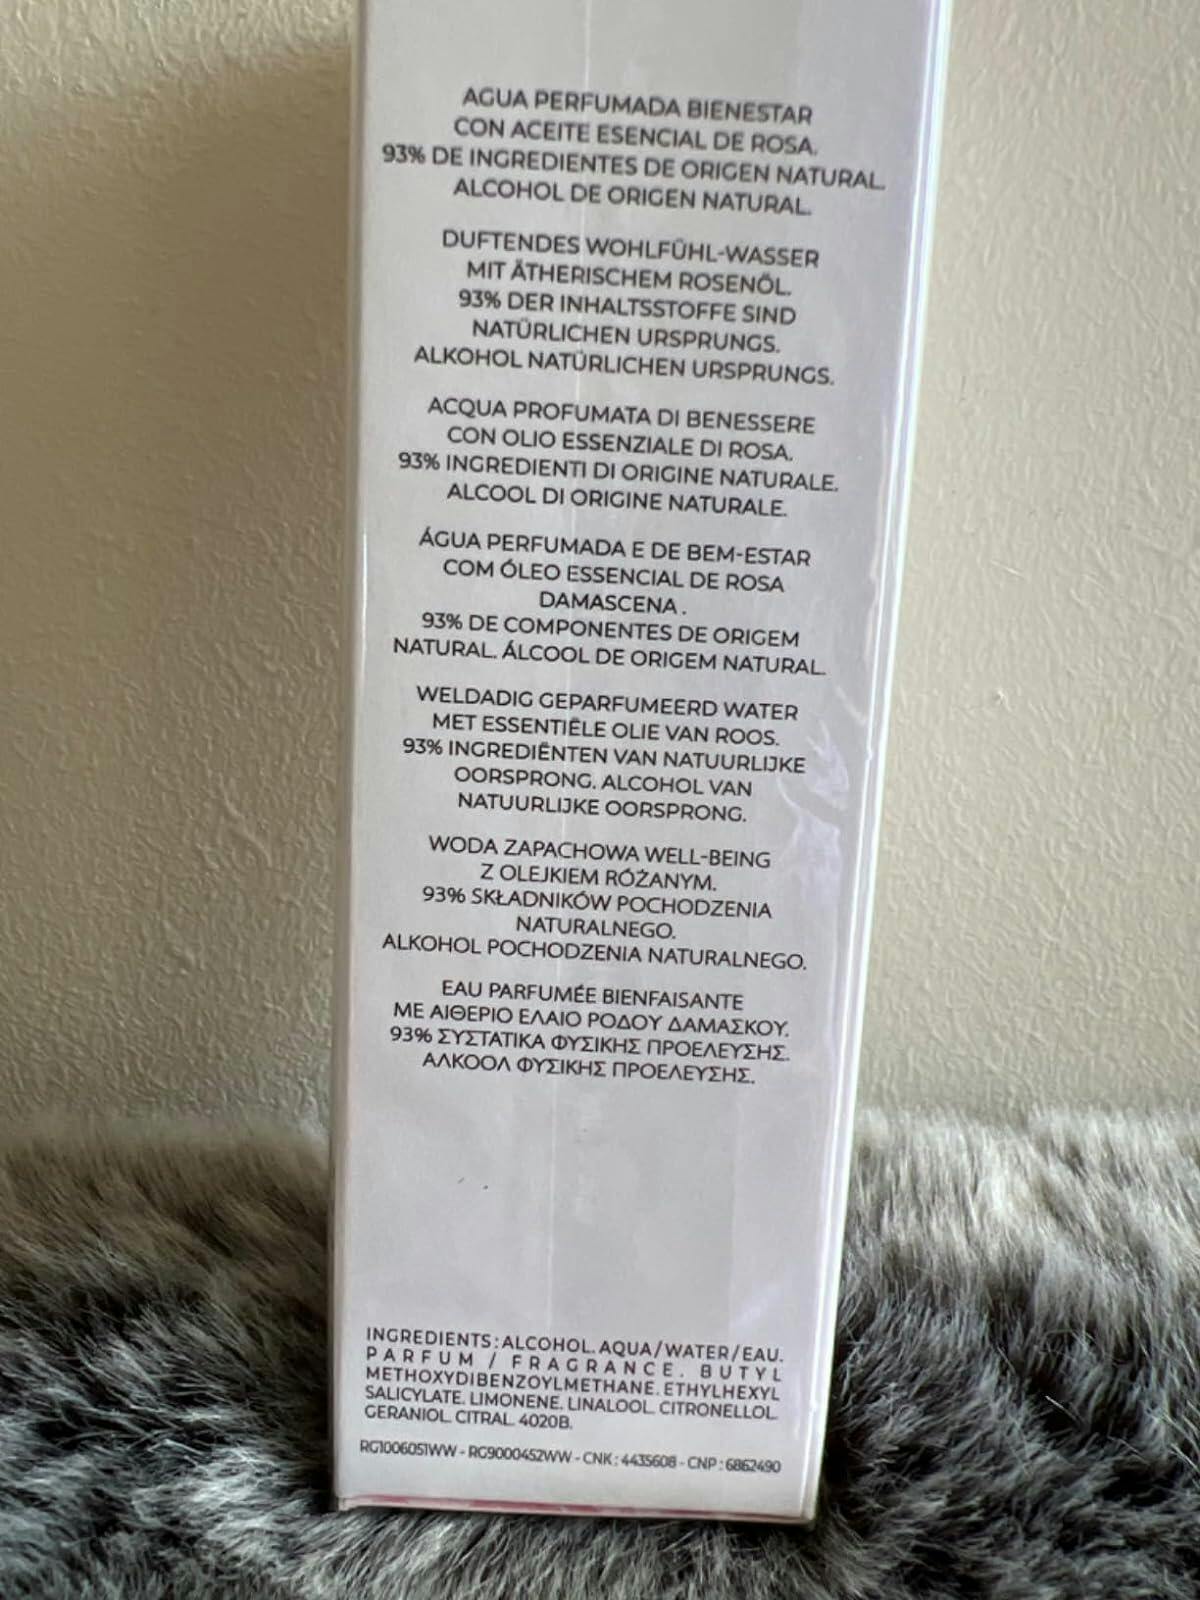 AGUA PERFUMADA BIENESTAR
CON ACEITE ESENCIAL DE ROSA.
93% DE INGREDIENTES DE ORIGEN NATURAL.
ALCOHOL DE ORIGEN NATURAL.
DUFTENDES WOHLFÜHL-WASSER
MIT ÄTHERISCHEM ROSENÖL.
93% DER INHALTSSTOFFE SIND
NATÜRLICHEN URSPRUNGS.
ALKOHOL NATÜRLICHEN URSPRUNGS.
ACQUA PROFUMATA DI BENESSERE
CON OLIO ESSENZIALE DI ROSA.
93% INGREDIENTI DI ORIGINE NATURALE.
ALCOOL DI ORIGINE NATURALE.
ÁGUA PERFUMADA E DE BEM-ESTAR
COM ÓLEO ESSENCIAL DE ROSA
DAMASCENA .
93% DE COMPONENTES DE ORIGEM
NATURAL. ÁLCOOL DE ORIGEM NATURAL.
WELDADIG GEPARFUMEERD WATER
MET ESSENTIËLE OLIE VAN ROOS.
93% INGREDIËNTEN VAN NATUURLIJKE
OORSPRONG. ALCOHOL VAN
NATUURLIJKE OORSPRONG.
WODA ZAPACHOWA WELL-BEING
Z OLEJKIEM RÓŻANYM.
93% SKŁADNIKÓW POCHODZENIA
NATURALNEGO.
ALKOHOL POCHODZENIA NATURALNEGO.
EAU PARFUMÉE BIENFAISANTE
ΜΕ ΑΙΘΕΡΙΟ ΕΛΑΙΟ ΡΟΔΟΥ ΔΑΜΑΣΚΟΥ.
93% ΣΥΣΤΑΤΙΚΑ ΦΥΣΙΚΗΣ ΠΡΟΕΛΕΥΣΗΣ.
ΑΛΚΟΟΛ ΦΥΣΙΚΗΣ ΠΡΟΕΛΕΥΣΗΣ.
INGREDIENTS : ALCOHOL. AQUA/WATER/EAU.
PARFUM / FRAGRANCE. BUTYL
METHOXYDIBENZOYLMETHANE. ETHYLHEXYL
SALICYLATE. LIMONENE. LINALOOL. CITRONELLOL.
GERANIOL. CITRAL. 4020B.
RG1006051WW - RG9000452WW - CNK : 4435608 - CNP : 6862490